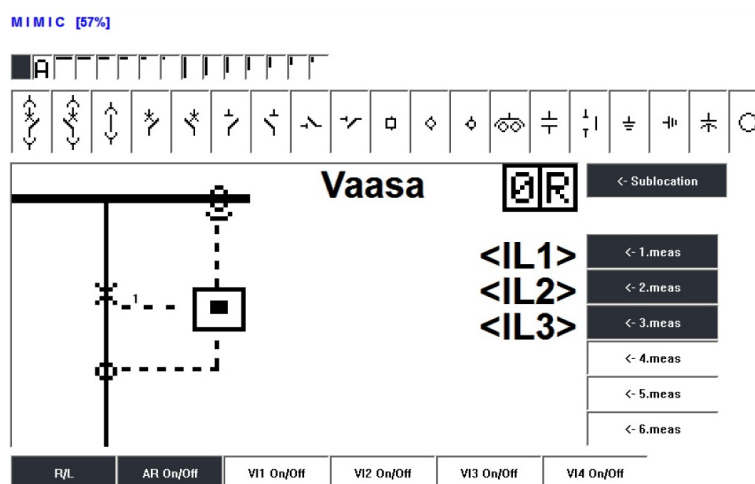 MIMIC [57%]
A
Vaasa 0R <- Sublocation
<IL1> <- 1.meas
<IL2> <- 2.meas
<IL3> <- 3.meas
1
<- 4.meas
<- 5.meas
<- 6.meas
R/L AR On/Off VI1 On/Off VI2 On/Off VI3 On/Off VI4 On/Off